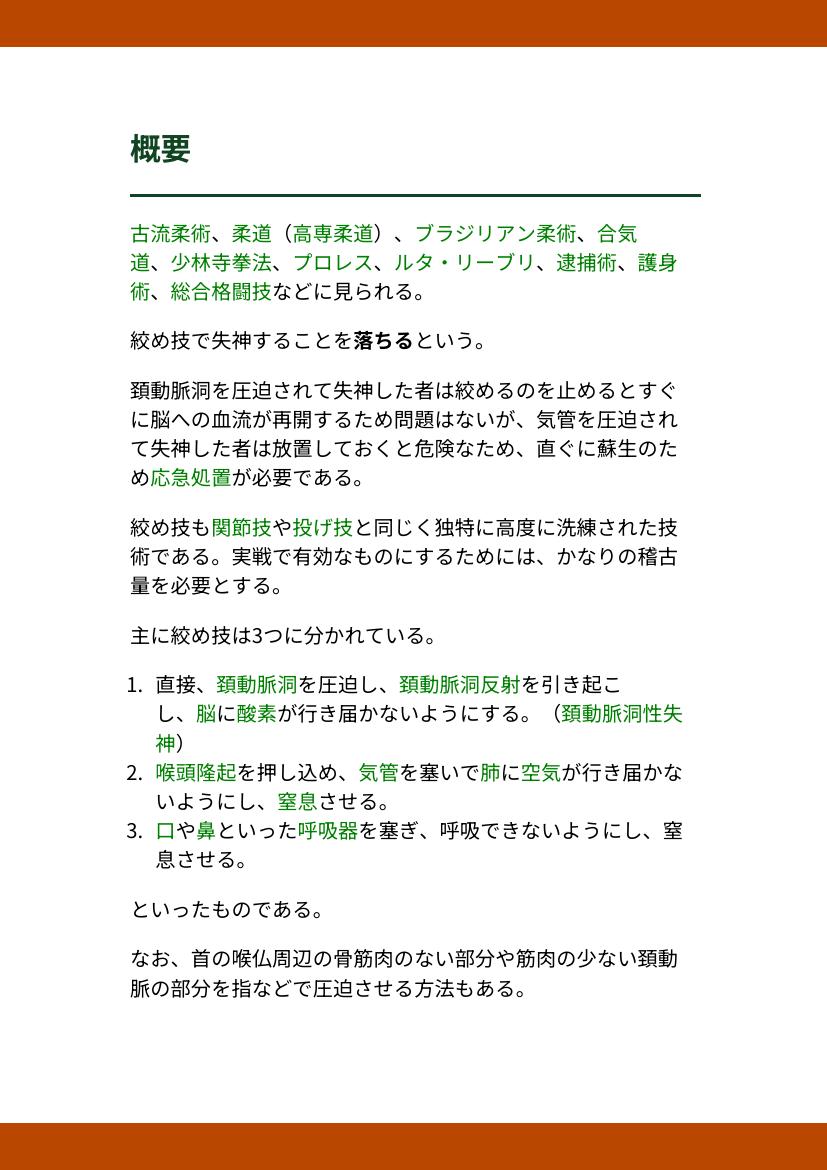 概要
古流柔術、柔道（高専柔道）、ブラジリアン柔術、合気
道、少林寺拳法、プロレス、ルタ・リーブリ、逮捕術、護身
術、総合格闘技などに見られる。
絞め技で失神することを落ちるという。
頚動脈洞を圧迫されて失神した者は絞めるのを止めるとすぐ
に脳への血流が再開するため問題はないが、気管を圧迫され
て失神した者は放置しておくと危険なため、直ぐに蘇生のた
め応急処置が必要である。
絞め技も関節技や投げ技と同じく独特に高度に洗練された技
術である。実戦で有効なものにするためには、かなりの稽古
量を必要とする。
主に絞め技は3つに分かれている。
1. 直接、頚動脈洞を圧迫し、頚動脈洞反射を引き起こ
し、脳に酸素が行き届かないようにする。（頚動脈洞性失
神）
2. 喉頭隆起を押し込め、気管を塞いで肺に空気が行き届かな
いようにし、窒息させる。
3. 口や鼻といった呼吸器を塞ぎ、呼吸できないようにし、窒
息させる。
といったものである。
なお、首の喉仏周辺の骨筋肉のない部分や筋肉の少ない頚動
脈の部分を指などで圧迫させる方法もある。